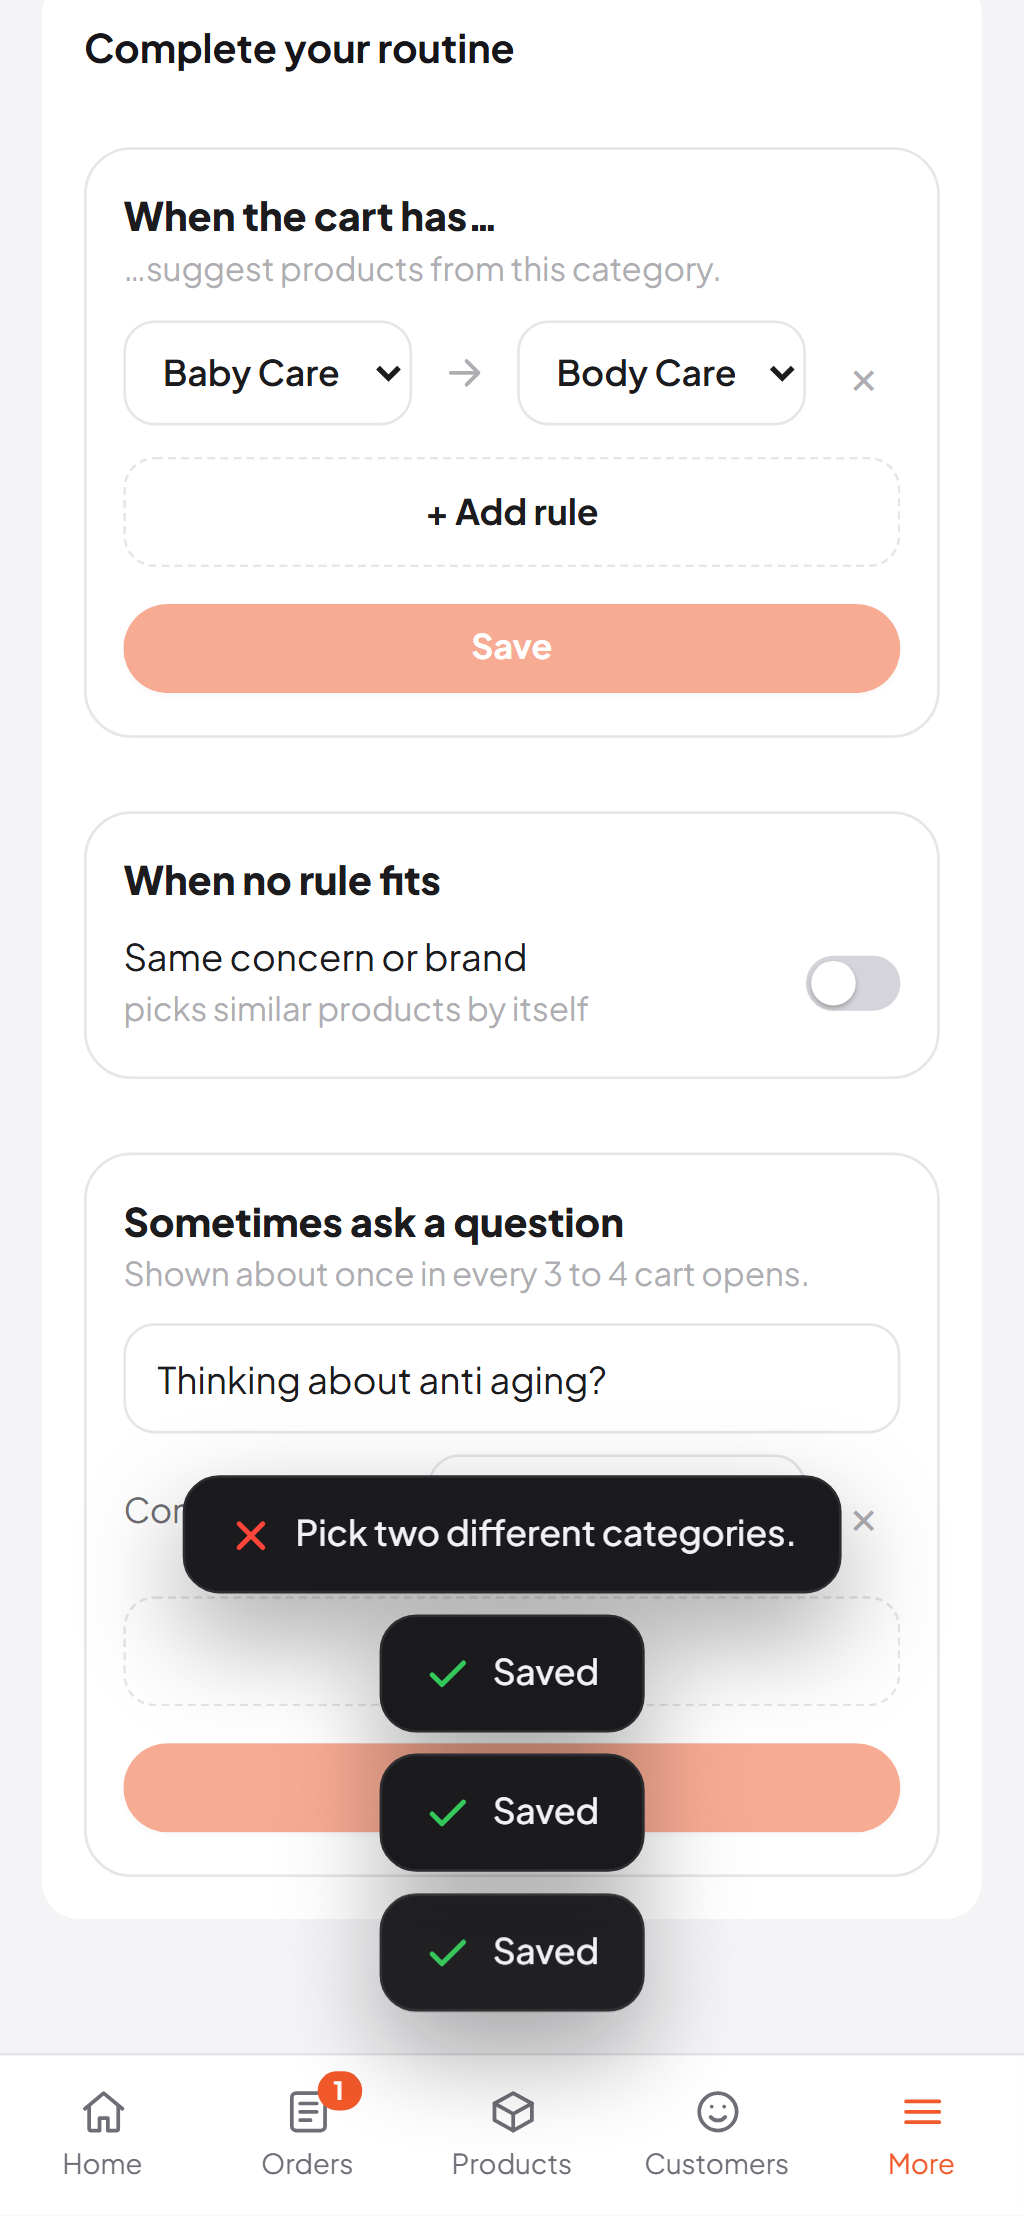 Complete your routine
When the cart has...
...suggest products from this category.
Baby Care → Body Care ×
+ Add rule
Save
When no rule fits
Same concern or brand
picks similar products by itself
Sometimes ask a question
Shown about once in every 3 to 4 cart opens.
Thinking about anti aging?
Pick two different categories.
Saved
Saved
Saved
1
Home Orders Products Customers More